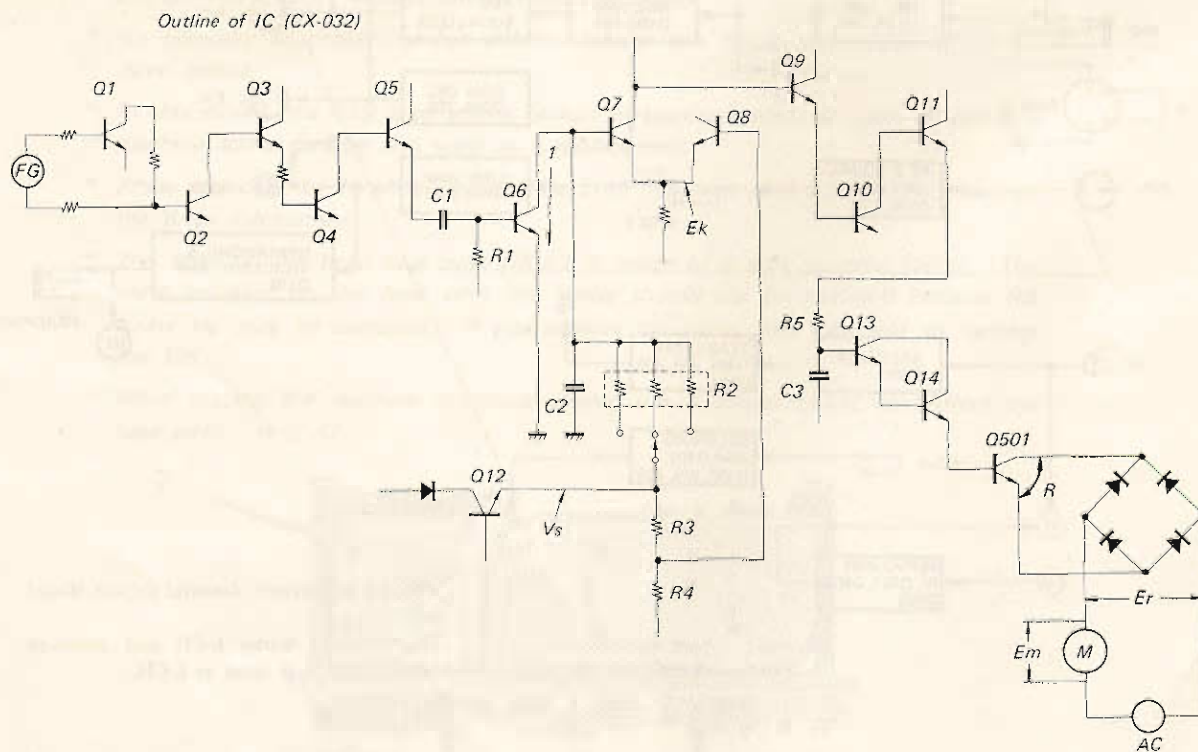 Outline of IC (CX-032)
Q1
Q3
Q5
Q7
Q8
Q9
Q11
FG
Q2
Q4
C1
R1
Q6
1
Ek
Q10
R5
Q13
C3
Q14
C2
R2
Q12
Vs
R3
R4
Q501
R
Er
Em
M
AC